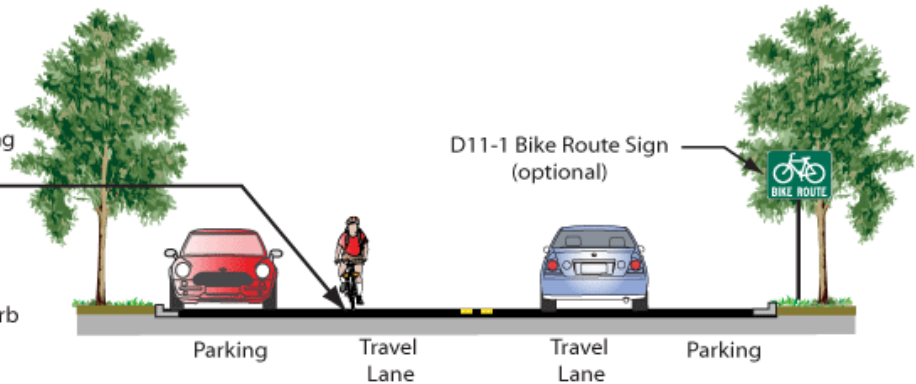 D11-1 Bike Route Sign
(optional)
BIKE ROUTE
Parking
Travel
Lane
Travel
Lane
Parking